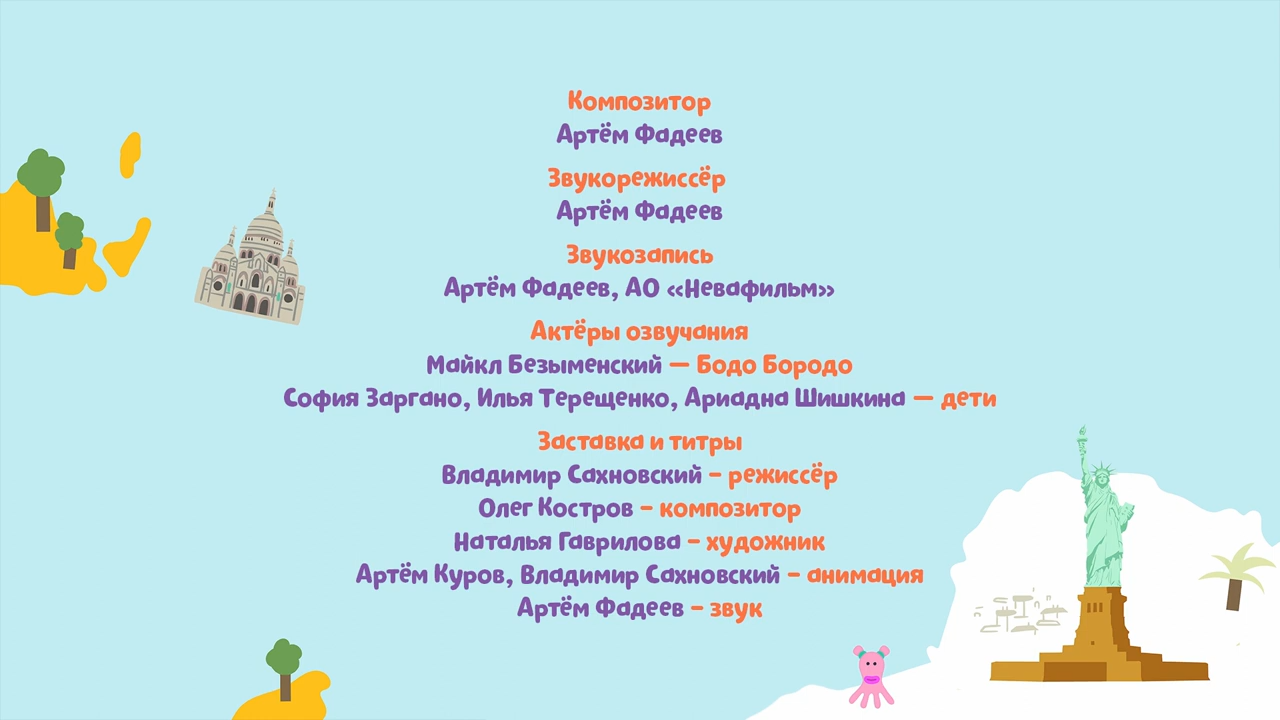 Композитор
Артём Фадеев
Звукорежиссёр
Артём Фадеев
Звукозапись
Артём Фадеев, АО «Невафильм»
Актёры озвучания
Майкл Безыменский — Бодо Бородо
София Заргано, Илья Терещенко, Ариадна Шишкина — дети
Заставка и титры
Владимир Сахновский – режиссёр
Олег Костров – композитор
Наталья Гаврилова – художник
Артём Куров, Владимир Сахновский – анимация
Артём Фадеев – звук